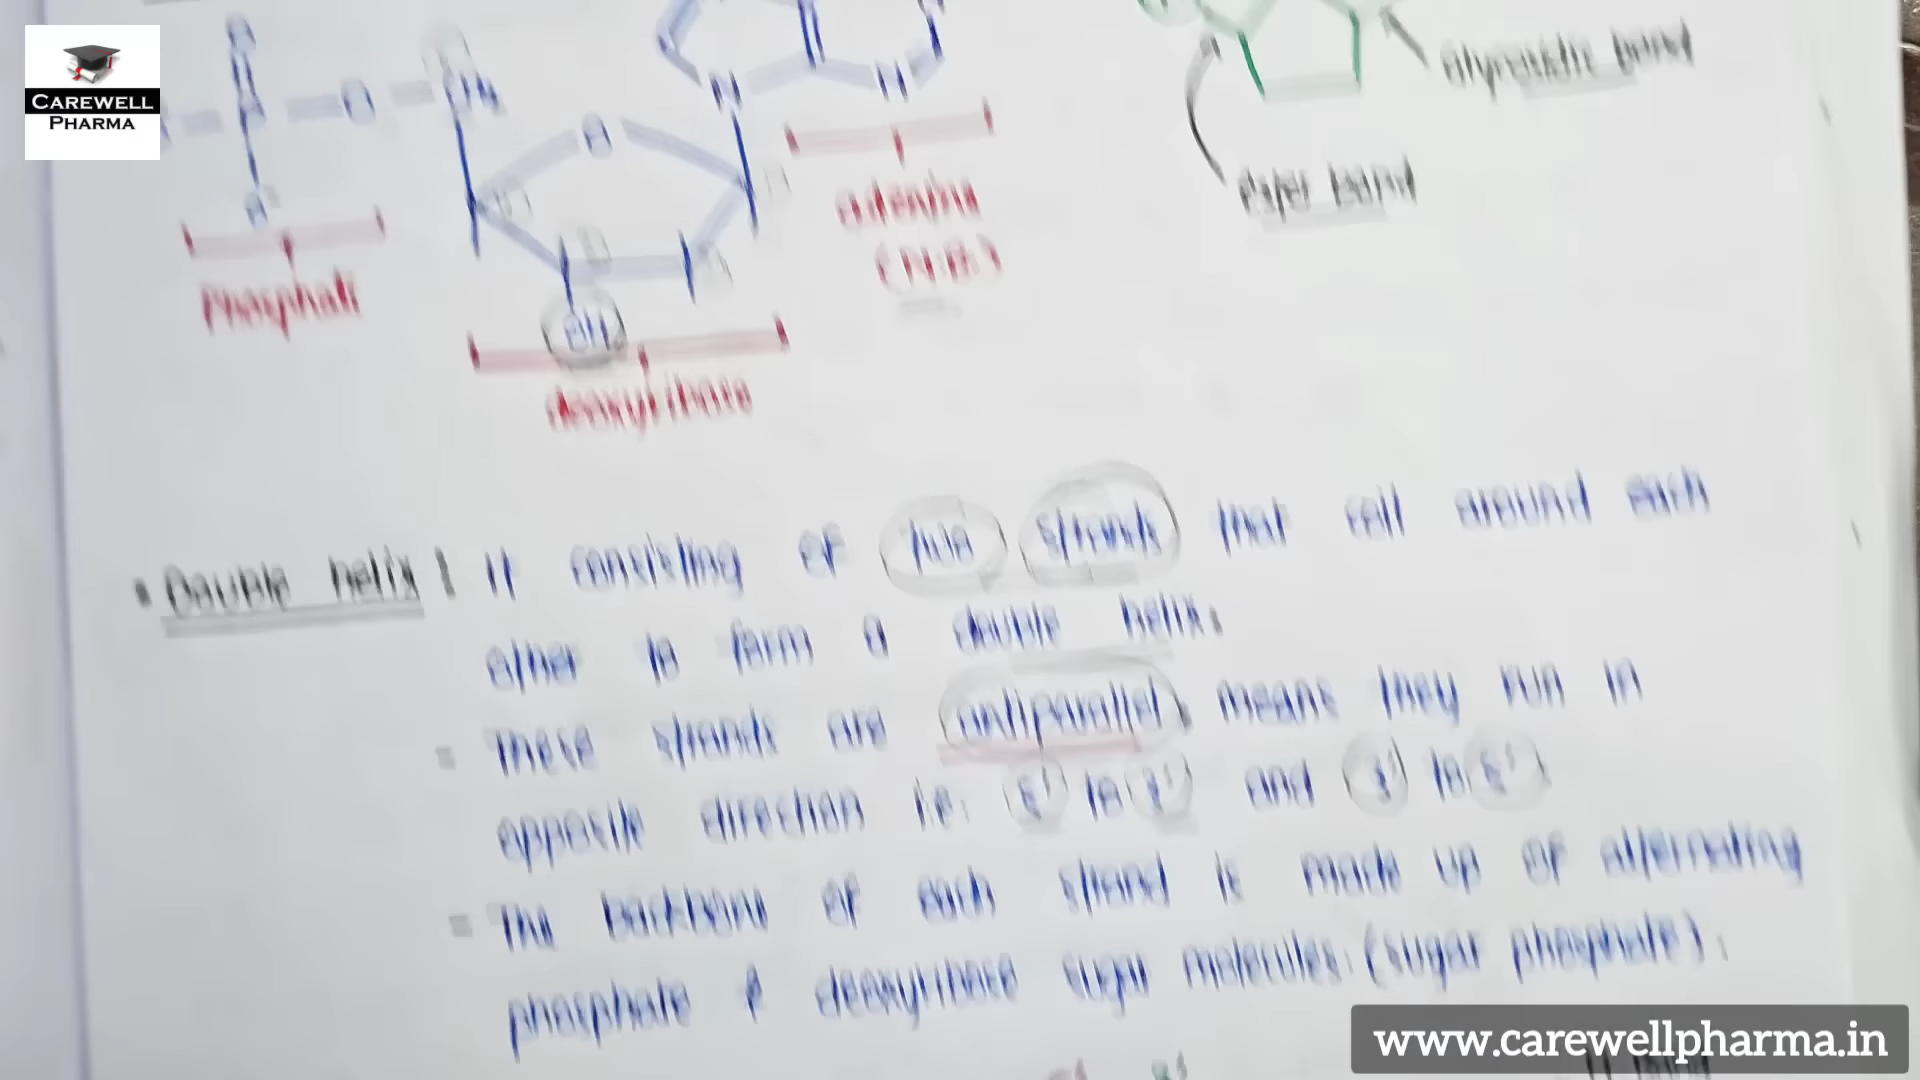 CAREWELL
PHARMA
O
O
CH2
N
N
O
glycosidic bond
ester bond
Phosphate
adenine
(N.B.)
OH
deoxyribose
• Double helix : It consisting of two strands that coil around each
other to form a double helix.
= These strands are antiparallel, means they run in
opposite direction i.e. 5' to 3' and 3' to 5'.
= The backbone of each strand is made up of alternating
phosphate & deoxyribose sugar molecules. (sugar phosphate).
www.carewellpharma.in